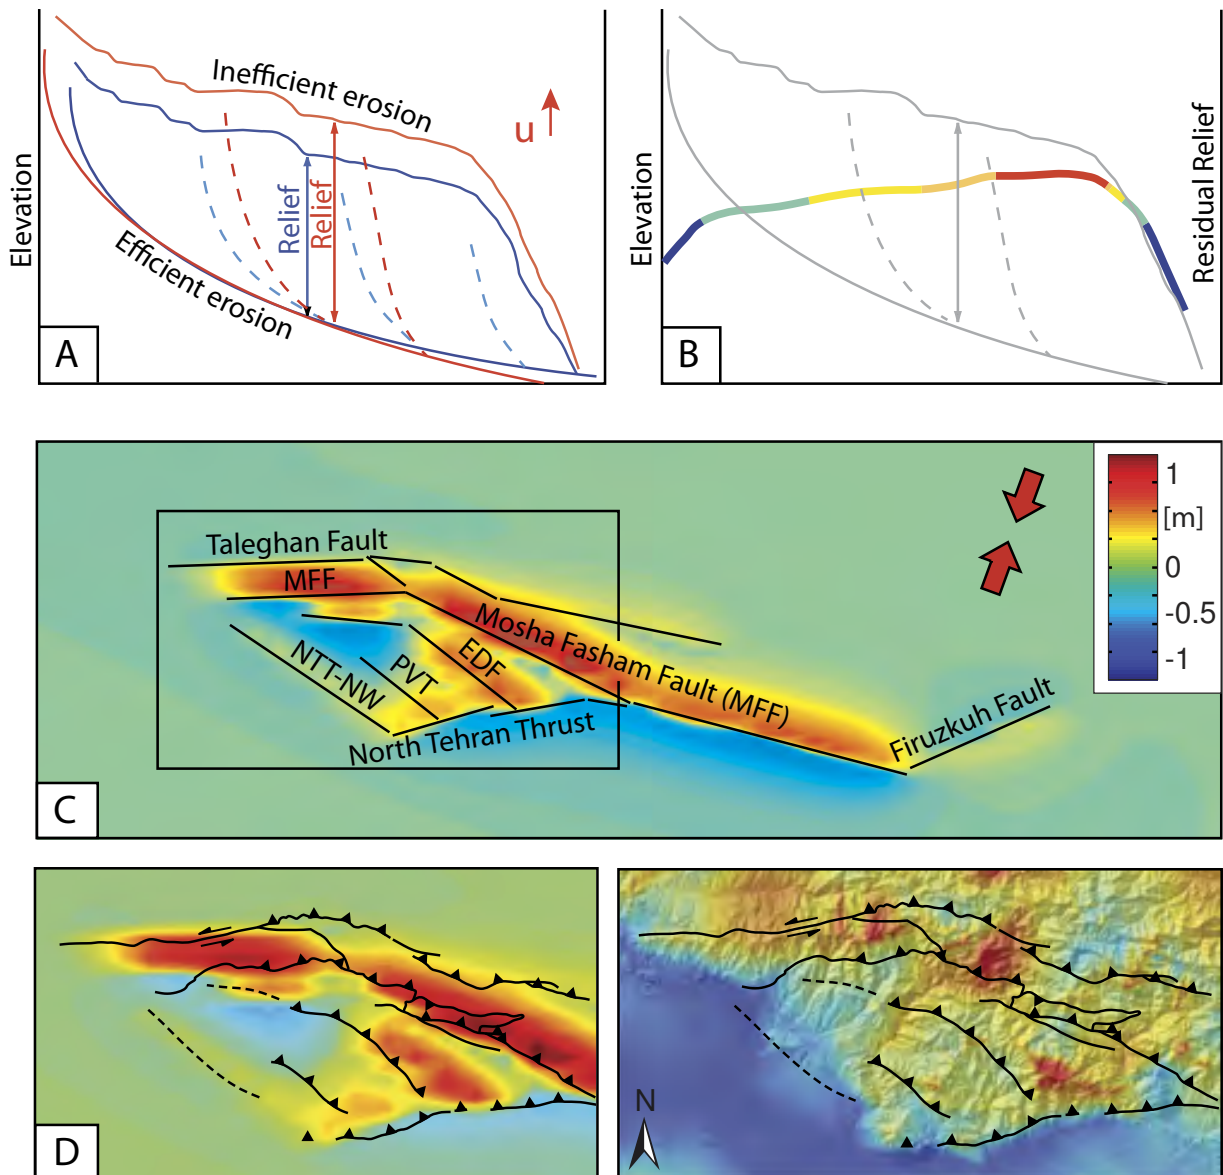 Inefficient erosion
u
Elevation
Relief
Relief
Efficient erosion
A
Elevation
Residual Relief
B
Taleghan Fault
MFF
Mosha Fasham Fault (MFF)
EDF
PVT
NTT-NW
North Tehran Thrust
Firuzkuh Fault
1
[m]
0
-0.5
-1
C
D
N